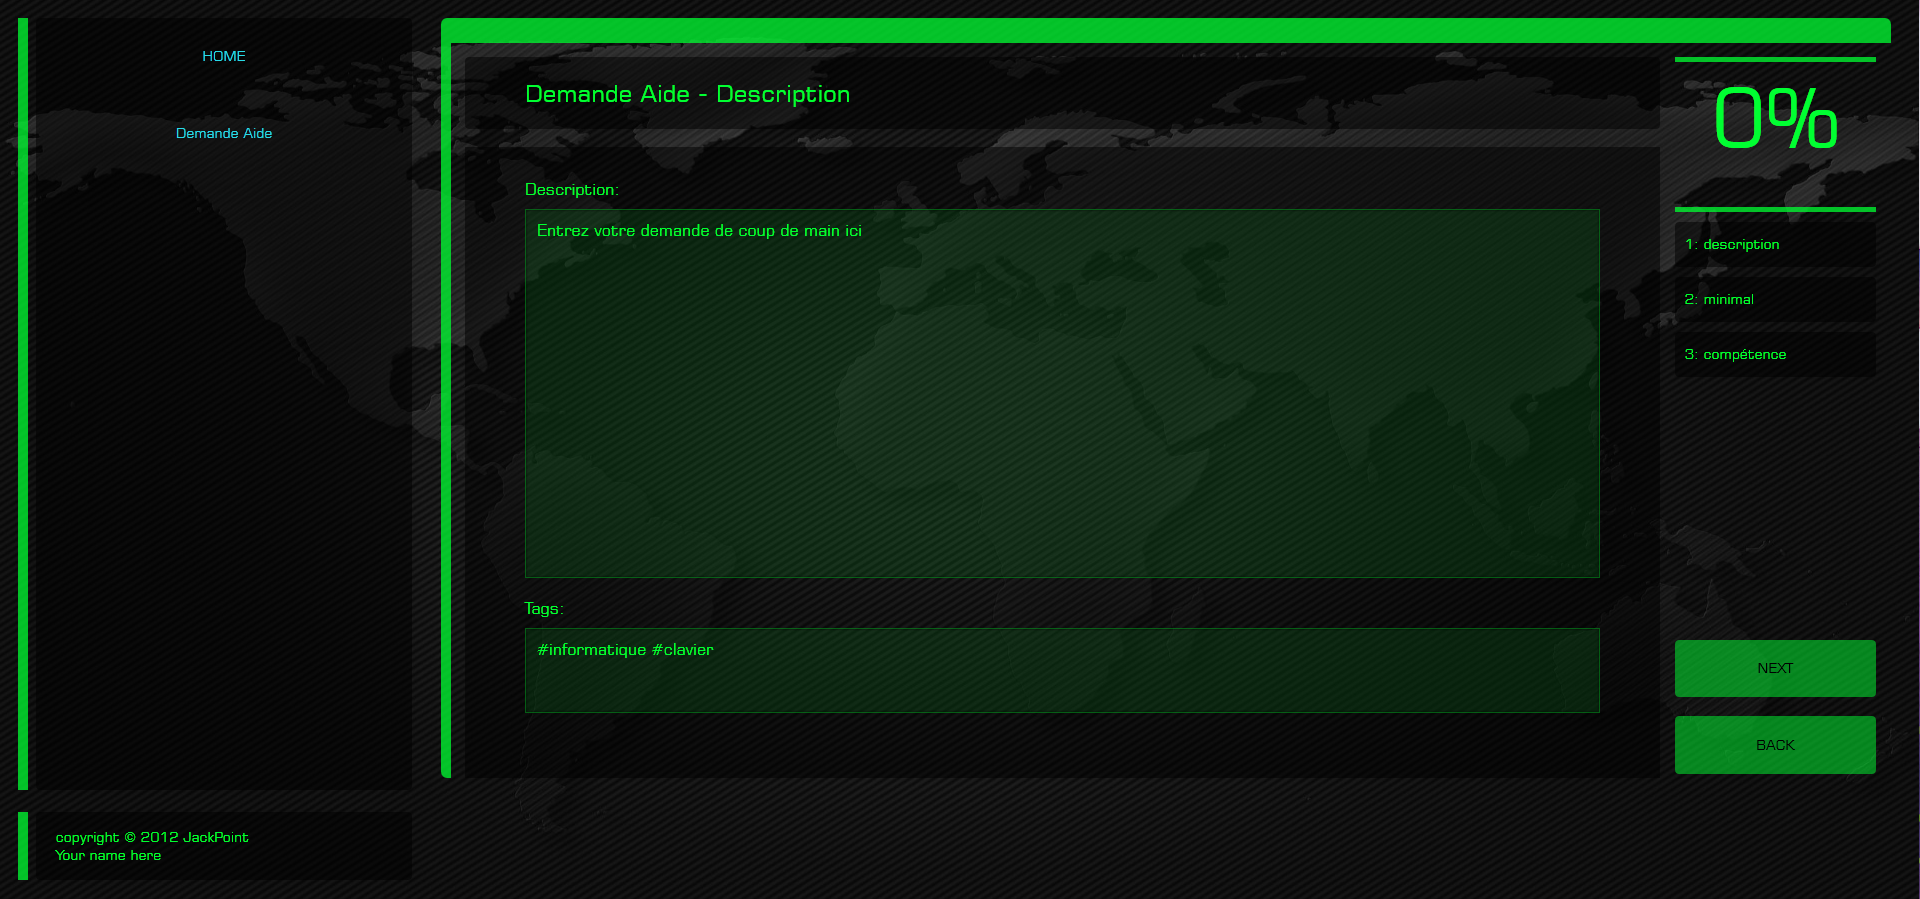 HOME
Demande Aide
copyright © 2012 JackPoint
Your name here
Demande Aide - Description
Description:
Entrez votre demande de coup de main ici
Tags:
#informatique #clavier
0%
1: description
2: minimal
3: compétence
NEXT
BACK